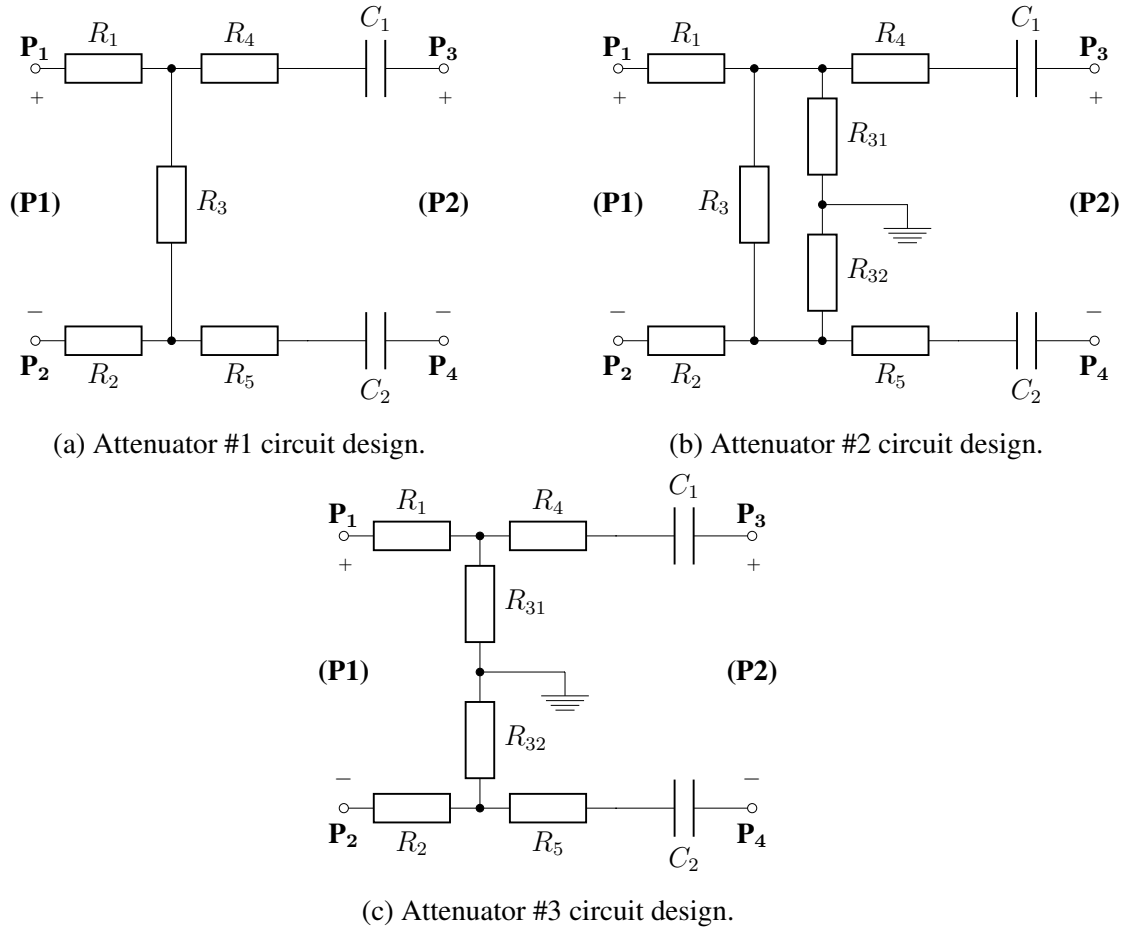 R₁ R₄ C₁
P₁ P₃
+ +
(P1) R₃ (P2)
− −
P₂ R₂ R₅ C₂ P₄
(a) Attenuator #1 circuit design.
R₁ R₄ C₁
P₁ P₃
+ +
R₃₁
(P1) R₃ (P2)
R₃₂
− −
P₂ R₂ R₅ C₂ P₄
(b) Attenuator #2 circuit design.
R₁ R₄ C₁
P₁ P₃
+ +
R₃₁
(P1) (P2)
R₃₂
− −
P₂ R₂ R₅ C₂ P₄
(c) Attenuator #3 circuit design.